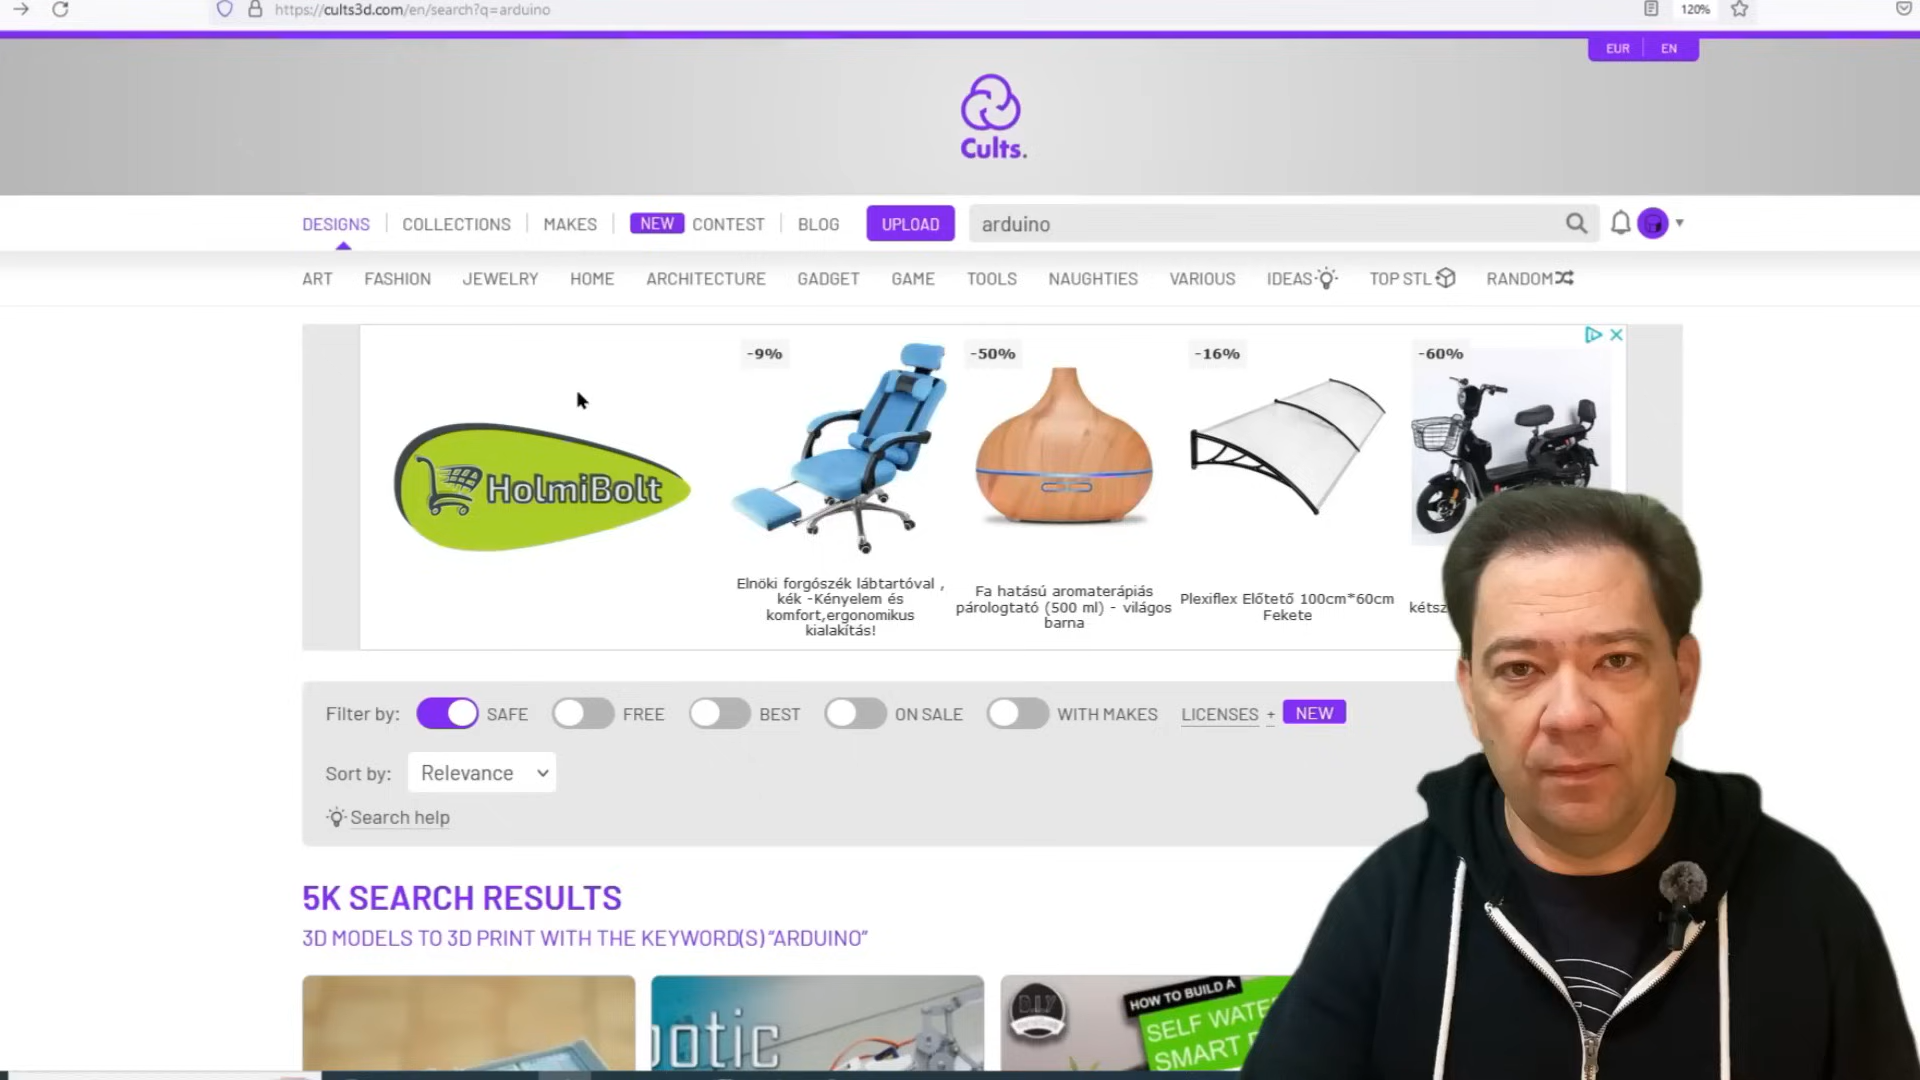 https://cults3d.com/en/search?q=arduino
120%
EUR
EN
Cults.
DESIGNS
COLLECTIONS
MAKES
NEW CONTEST
BLOG
UPLOAD
arduino
ART
FASHION
JEWELRY
HOME
ARCHITECTURE
GADGET
GAME
TOOLS
NAUGHTIES
VARIOUS
IDEAS
TOP STL
RANDOM
-9%
-50%
-16%
-60%
HolmiBolt
Elnöki forgószék lábtartóval ,
kék -Kényelem és
komfort,ergonomikus
kialakítás!
Fa hatású aromaterápiás
párologtató (500 ml) - világos
barna
Plexiflex Előtető 100cm*60cm
Fekete
Filter by:
SAFE
FREE
BEST
ON SALE
WITH MAKES
LICENSES +
NEW
Sort by:
Relevance
Search help
5K SEARCH RESULTS
3D MODELS TO 3D PRINT WITH THE KEYWORD(S) “ARDUINO”
otic
D.I.Y
HOW TO BUILD A
SELF WATE
SMART